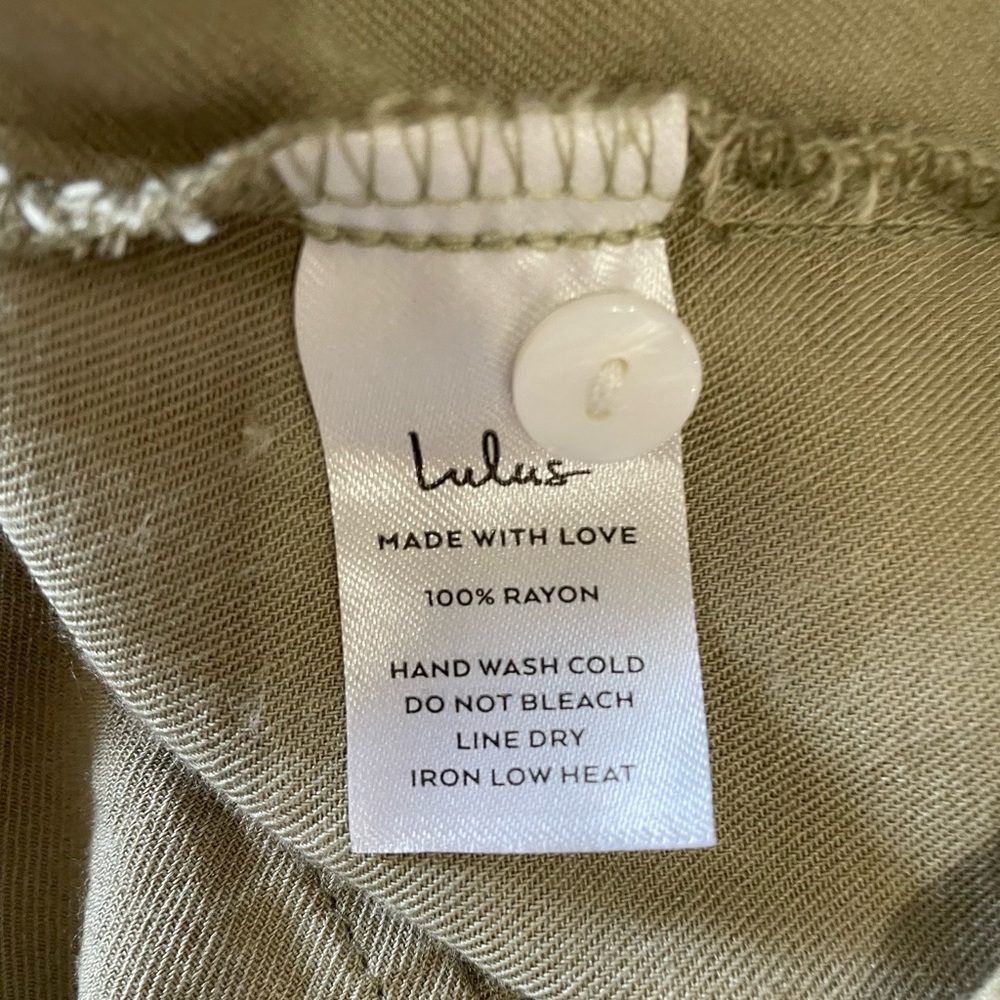 Lulus
MADE WITH LOVE
100% RAYON
HAND WASH COLD
DO NOT BLEACH
LINE DRY
IRON LOW HEAT